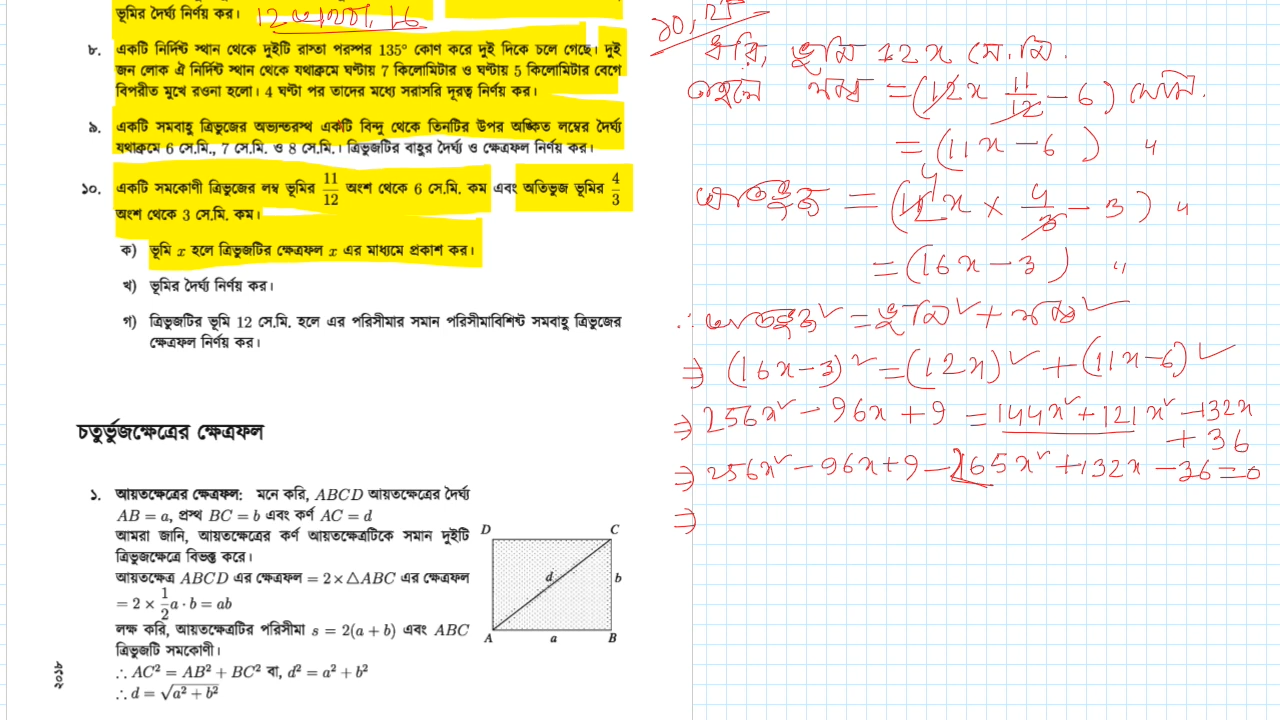 ভূমির দৈর্ঘ্য নির্ণয় কর। 12 অথবা, 16
৮. একটি নির্দিষ্ট স্থান থেকে দুইটি রাস্তা পরস্পর 135° কোণ করে দুই দিকে চলে গেছে। দুই
জন লোক ঐ নির্দিষ্ট স্থান থেকে যথাক্রমে ঘণ্টায় 7 কিলোমিটার ও ঘণ্টায় 5 কিলোমিটার বেগে
বিপরীত মুখে রওনা হলো। 4 ঘণ্টা পর তাদের মধ্যে সরাসরি দূরত্ব নির্ণয় কর।
৯. একটি সমবাহু ত্রিভুজের অভ্যন্তরস্থ একটি বিন্দু থেকে তিনটির উপর অঙ্কিত লম্বের দৈর্ঘ্য
যথাক্রমে 6 সে.মি., 7 সে.মি. ও 8 সে.মি.। ত্রিভুজটির বাহুর দৈর্ঘ্য ও ক্ষেত্রফল নির্ণয় কর।
১০. একটি সমকোণী ত্রিভুজের লম্ব ভূমির 11/12 অংশ থেকে 6 সে.মি. কম এবং অতিভুজ ভূমির 4/3
অংশ থেকে 3 সে.মি. কম।
ক) ভূমি x হলে ত্রিভুজটির ক্ষেত্রফল x এর মাধ্যমে প্রকাশ কর।
খ) ভূমির দৈর্ঘ্য নির্ণয় কর।
গ) ত্রিভুজটির ভূমি 12 সে.মি. হলে এর পরিসীমার সমান পরিসীমাবিশিষ্ট সমবাহু ত্রিভুজের
ক্ষেত্রফল নির্ণয় কর।
চতুর্ভুজক্ষেত্রের ক্ষেত্রফল
১. আয়তক্ষেত্রের ক্ষেত্রফল: মনে করি, ABCD আয়তক্ষেত্রের দৈর্ঘ্য
AB = a, প্রস্থ BC = b এবং কর্ণ AC = d
আমরা জানি, আয়তক্ষেত্রের কর্ণ আয়তক্ষেত্রটিকে সমান দুইটি
ত্রিভুজক্ষেত্রে বিভক্ত করে।
আয়তক্ষেত্র ABCD এর ক্ষেত্রফল = 2 × △ABC এর ক্ষেত্রফল
= 2 × 1/2 a · b = ab
লক্ষ করি, আয়তক্ষেত্রটির পরিসীমা s = 2(a + b) এবং ABC
ত্রিভুজটি সমকোণী।
∴ AC² = AB² + BC² বা, d² = a² + b²
∴ d = √(a² + b²)
D C
d b
A a B
২০১৮
ধরি, ভূমি 12x সে.মি.
তাহলে লম্ব = (12x 11/12 − 6) সেমি.
= (11x − 6) "
অতিভুজ = (12x × 4/3 − 3) "
= (16x − 3) "
∴ অতিভুজ² = ভূমি² + লম্ব²
⇒ (16x − 3)² = (12x)² + (11x − 6)²
⇒ 256x² − 96x + 9 = 144x² + 121x² − 132x
+ 36
⇒ 256x² − 96x + 9 − 265x² + 132x − 36 = 0
⇒